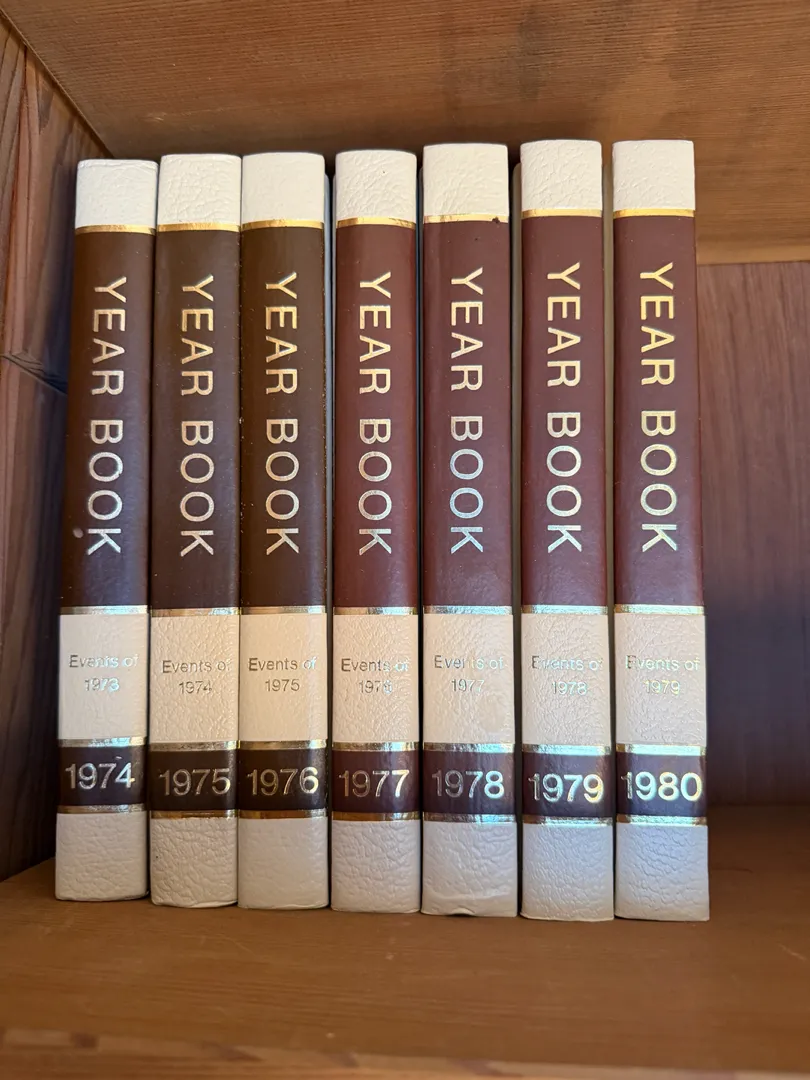 YEAR BOOK
Events of
1973
1974
YEAR BOOK
Events of
1974
1975
YEAR BOOK
Events of
1975
1976
YEAR BOOK
Events of
1976
1977
YEAR BOOK
Events of
1977
1978
YEAR BOOK
Events of
1978
1979
YEAR BOOK
Events of
1979
1980